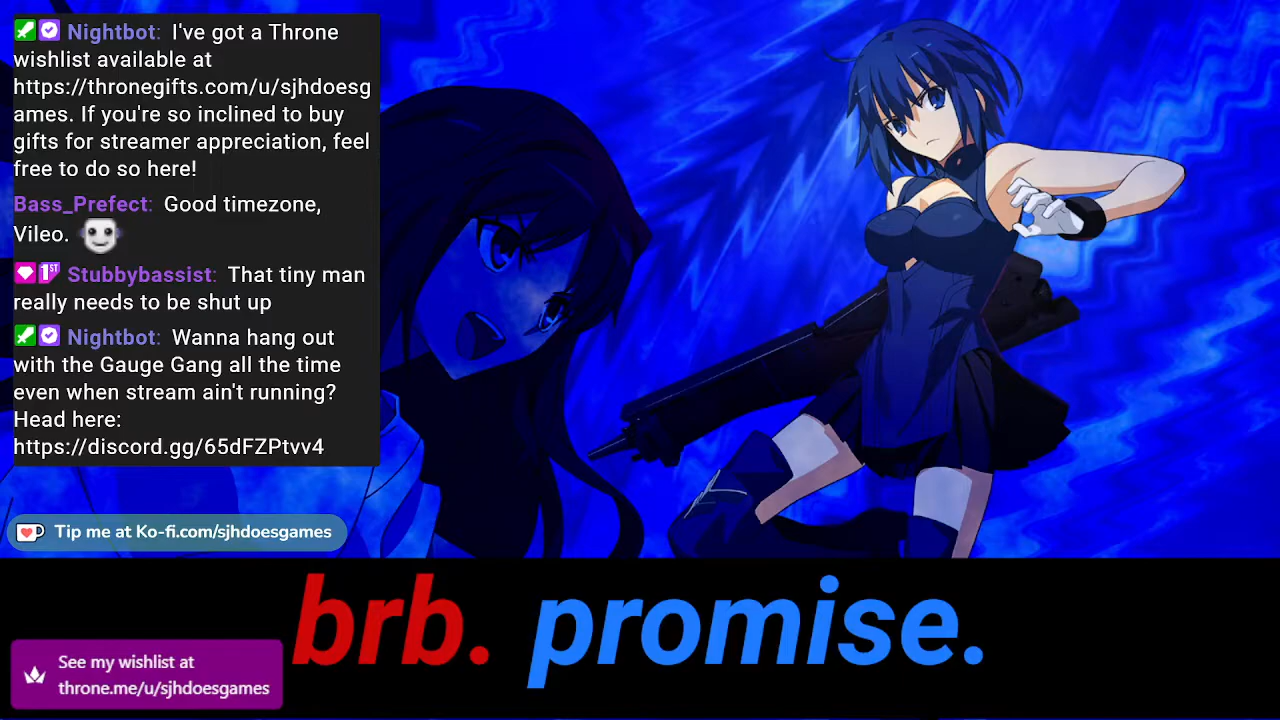 Nightbot: I've got a Throne
wishlist available at
https://thronegifts.com/u/sjhdoesg
ames. If you're so inclined to buy
gifts for streamer appreciation, feel
free to do so here!
Bass_Prefect: Good timezone,
Vileo.
1ST Stubbybassist: That tiny man
really needs to be shut up
Nightbot: Wanna hang out
with the Gauge Gang all the time
even when stream ain't running?
Head here:
https://discord.gg/65dFZPtvv4
Tip me at Ko-fi.com/sjhdoesgames
brb. promise.
See my wishlist at
throne.me/u/sjhdoesgames